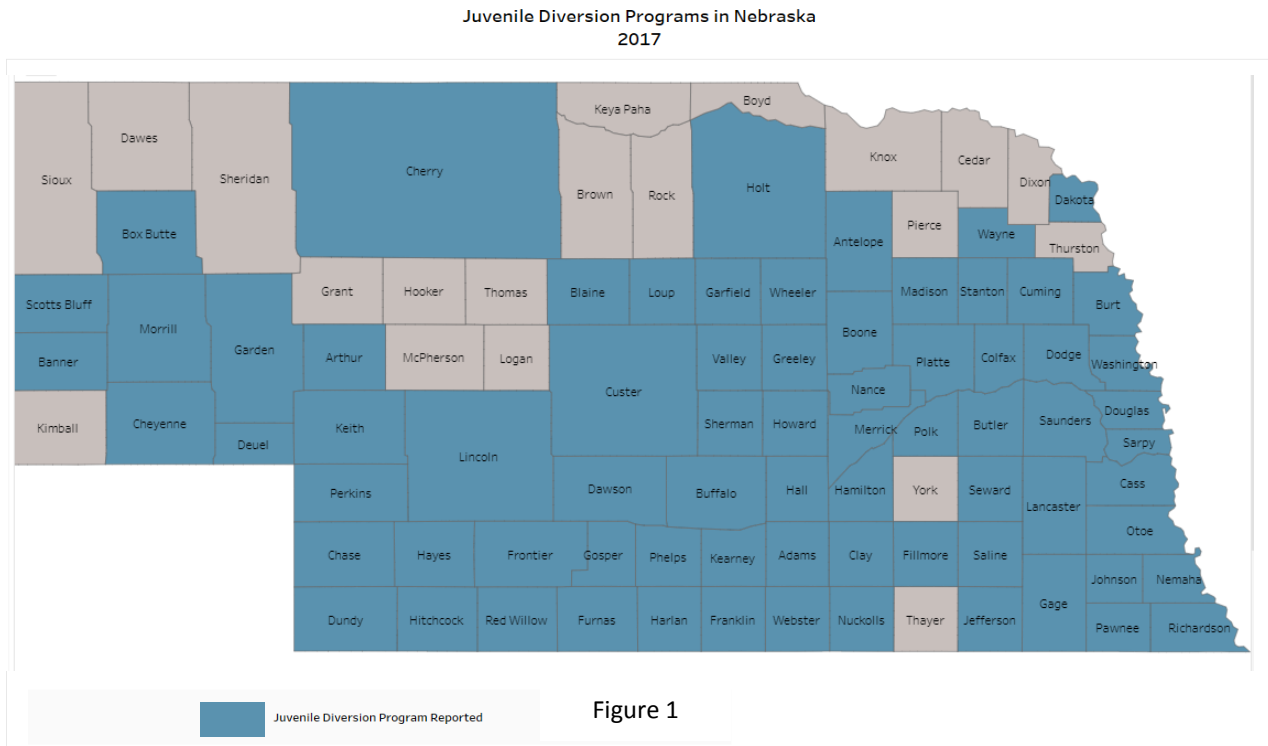 Juvenile Diversion Programs in Nebraska
2017
Keya Paha
Boyd
Dawes
Sioux
Sheridan
Cherry
Brown
Rock
Holt
Knox
Cedar
Dixon
Dakota
Box Butte
Antelope
Pierce
Wayne
Thurston
Scotts Bluff
Morrill
Grant
Hooker
Thomas
Blaine
Loup
Garfield
Wheeler
Madison
Stanton
Cuming
Burt
Banner
Garden
Arthur
McPherson
Logan
Custer
Valley
Greeley
Boone
Platte
Colfax
Dodge
Washington
Nance
Kimball
Cheyenne
Deuel
Keith
Lincoln
Sherman
Howard
Merrick
Polk
Butler
Saunders
Douglas
Sarpy
Perkins
Dawson
Buffalo
Hall
Hamilton
York
Seward
Lancaster
Cass
Otoe
Chase
Hayes
Frontier
Gosper
Phelps
Kearney
Adams
Clay
Fillmore
Saline
Gage
Johnson
Nemaha
Dundy
Hitchcock
Red Willow
Furnas
Harlan
Franklin
Webster
Nuckolls
Thayer
Jefferson
Pawnee
Richardson
Juvenile Diversion Program Reported
Figure 1